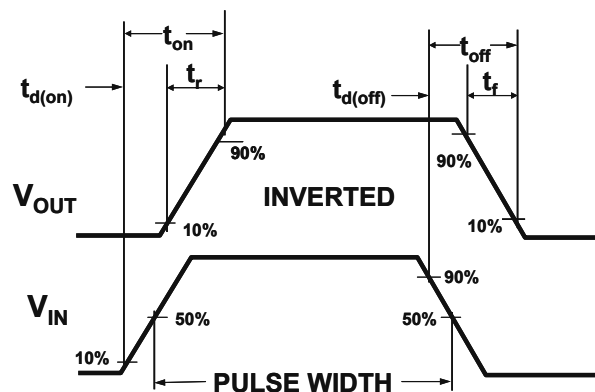 t_on
t_off
t_d(on)
t_r
t_d(off)
t_f
90%
90%
V_OUT
INVERTED
10%
10%
90%
V_IN
50%
50%
10%
PULSE WIDTH